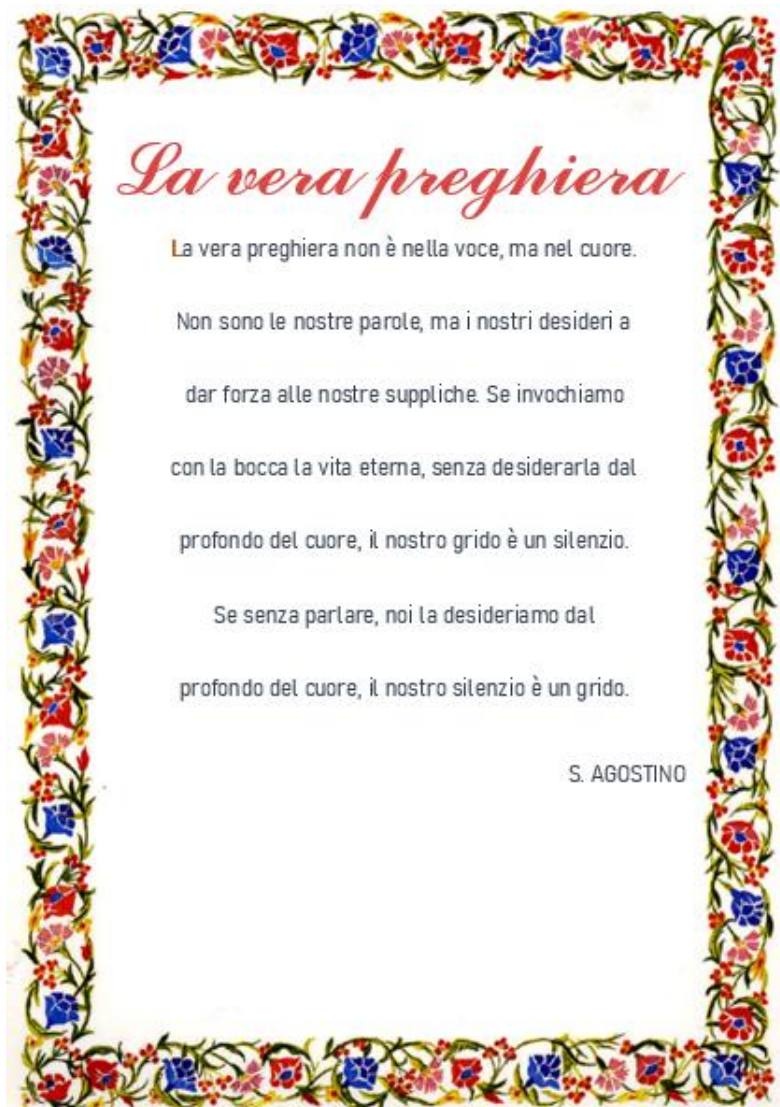 La vera preghiera
La vera preghiera non è nella voce, ma nel cuore.
Non sono le nostre parole, ma i nostri desideri a
dar forza alle nostre suppliche. Se invochiamo
con la bocca la vita eterna, senza desiderarla dal
profondo del cuore, il nostro grido è un silenzio.
Se senza parlare, noi la desideriamo dal
profondo del cuore, il nostro silenzio è un grido.
S. AGOSTINO